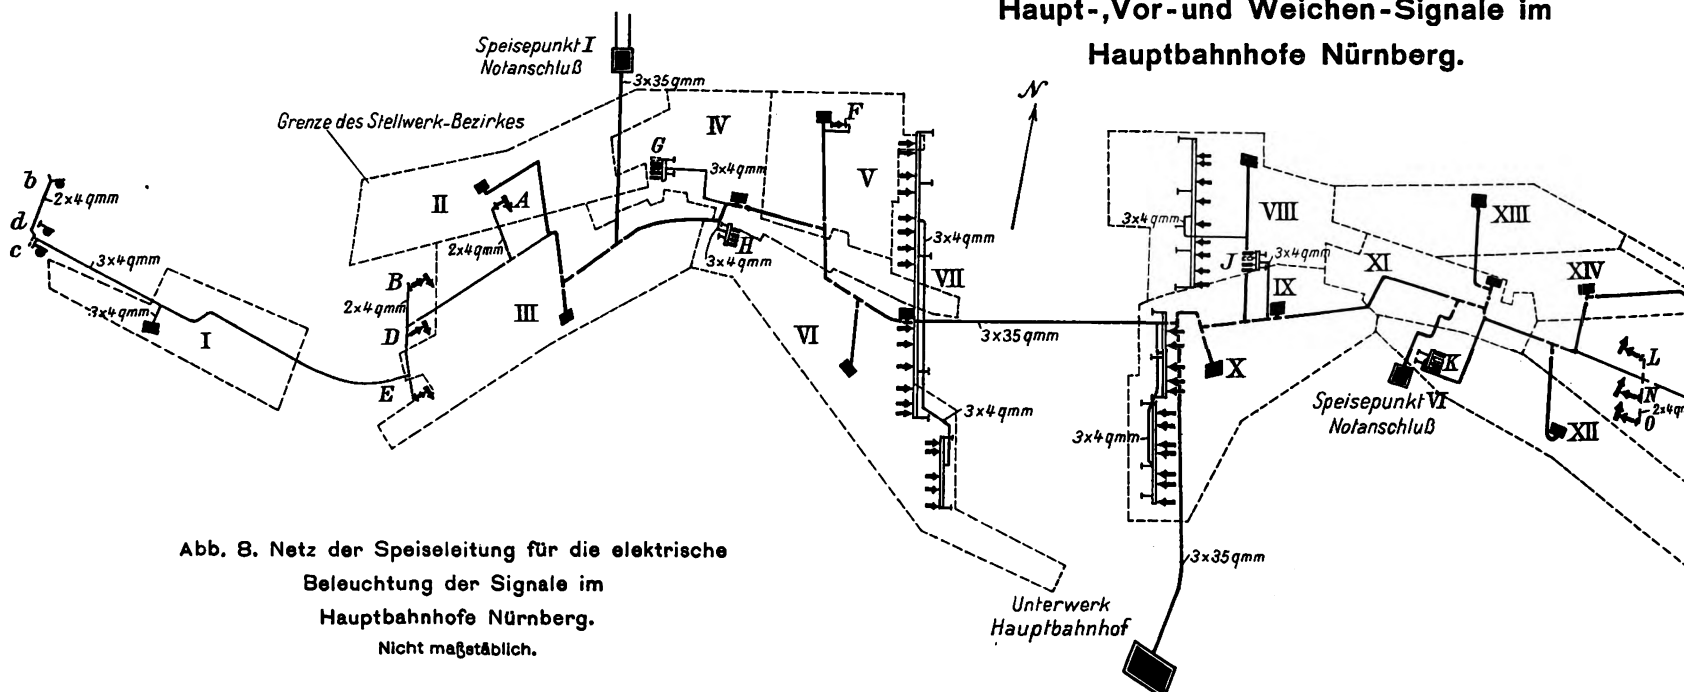 Haupt-,Vor-und Weichen-Signale im
Hauptbahnhofe Nürnberg.
Speisepunkt I
Notanschluß
3x35qmm
N
Grenze des Stellwerk-Bezirkes
IV
F
G
3x4qmm
V
b
2x4qmm
d
c
II
A
3x4qmm
VIII
XIII
2x4qmm
H
3x4qmm
3x4qmm
J
3x4qmm
XI
XIV
3x4qmm
B
VII
IX
3x4qmm
2x4qmm
III
I
D
VI
3x35qmm
X
K
L
E
N
Speisepunkt VI
Notanschluß
3x4qmm
3x4qmm
O
XII
Abb. 8. Netz der Speiseleitung für die elektrische
Beleuchtung der Signale im
Hauptbahnhofe Nürnberg.
Nicht maßstäblich.
3x35qmm
Unterwerk
Hauptbahnhof